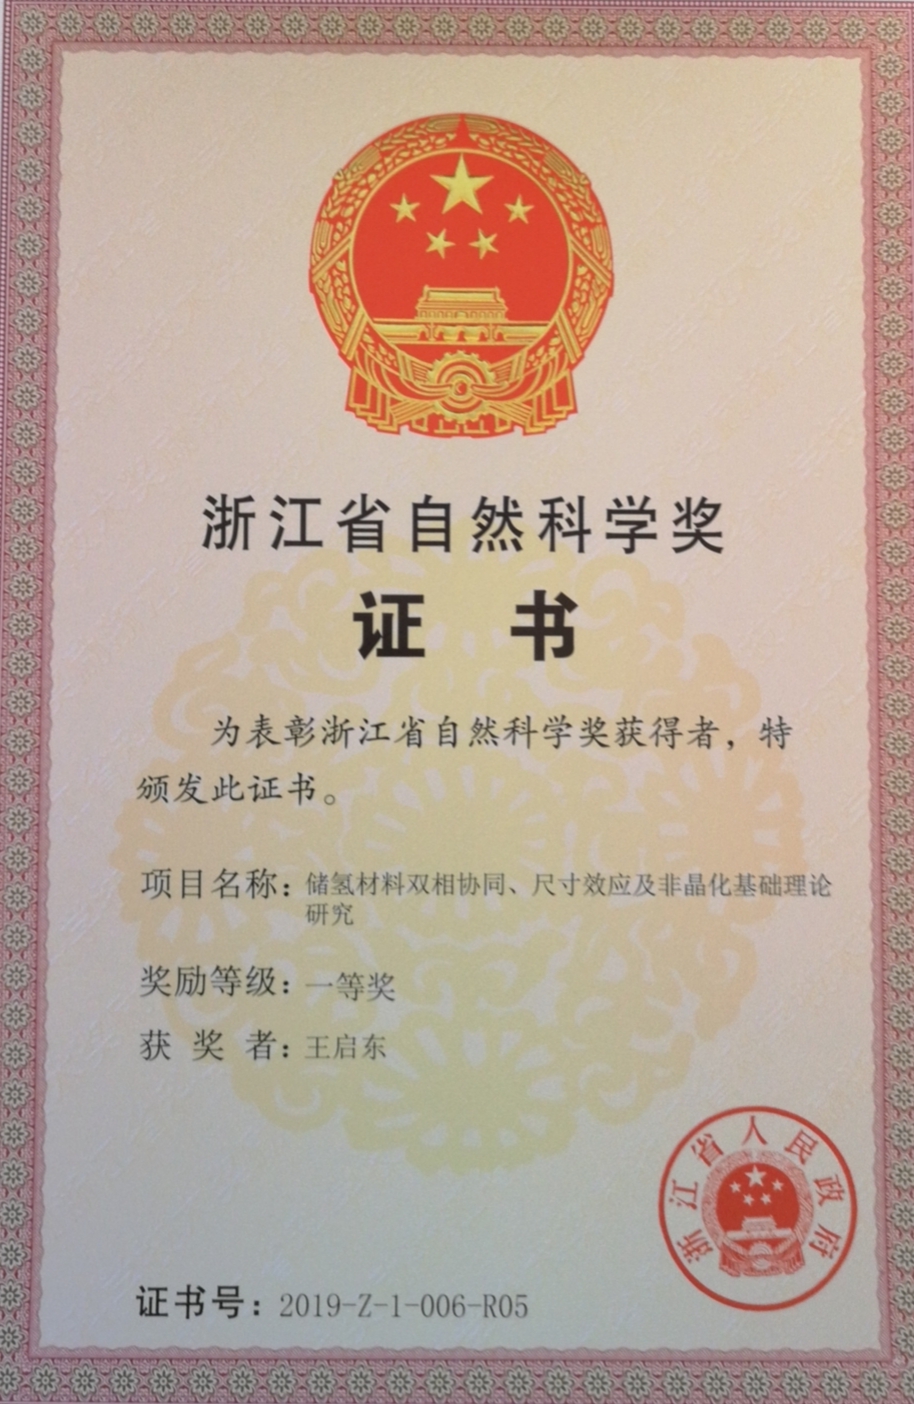 浙江省自然科学奖
证 书
为表彰浙江省自然科学奖获得者，特
颁发此证书。
项目名称：储氢材料双相协同、尺寸效应及非晶化基础理论
研究
奖励等级：一等奖
获 奖 者：王启东
浙江省人民政府
证书号：2019-Z-1-006-R05